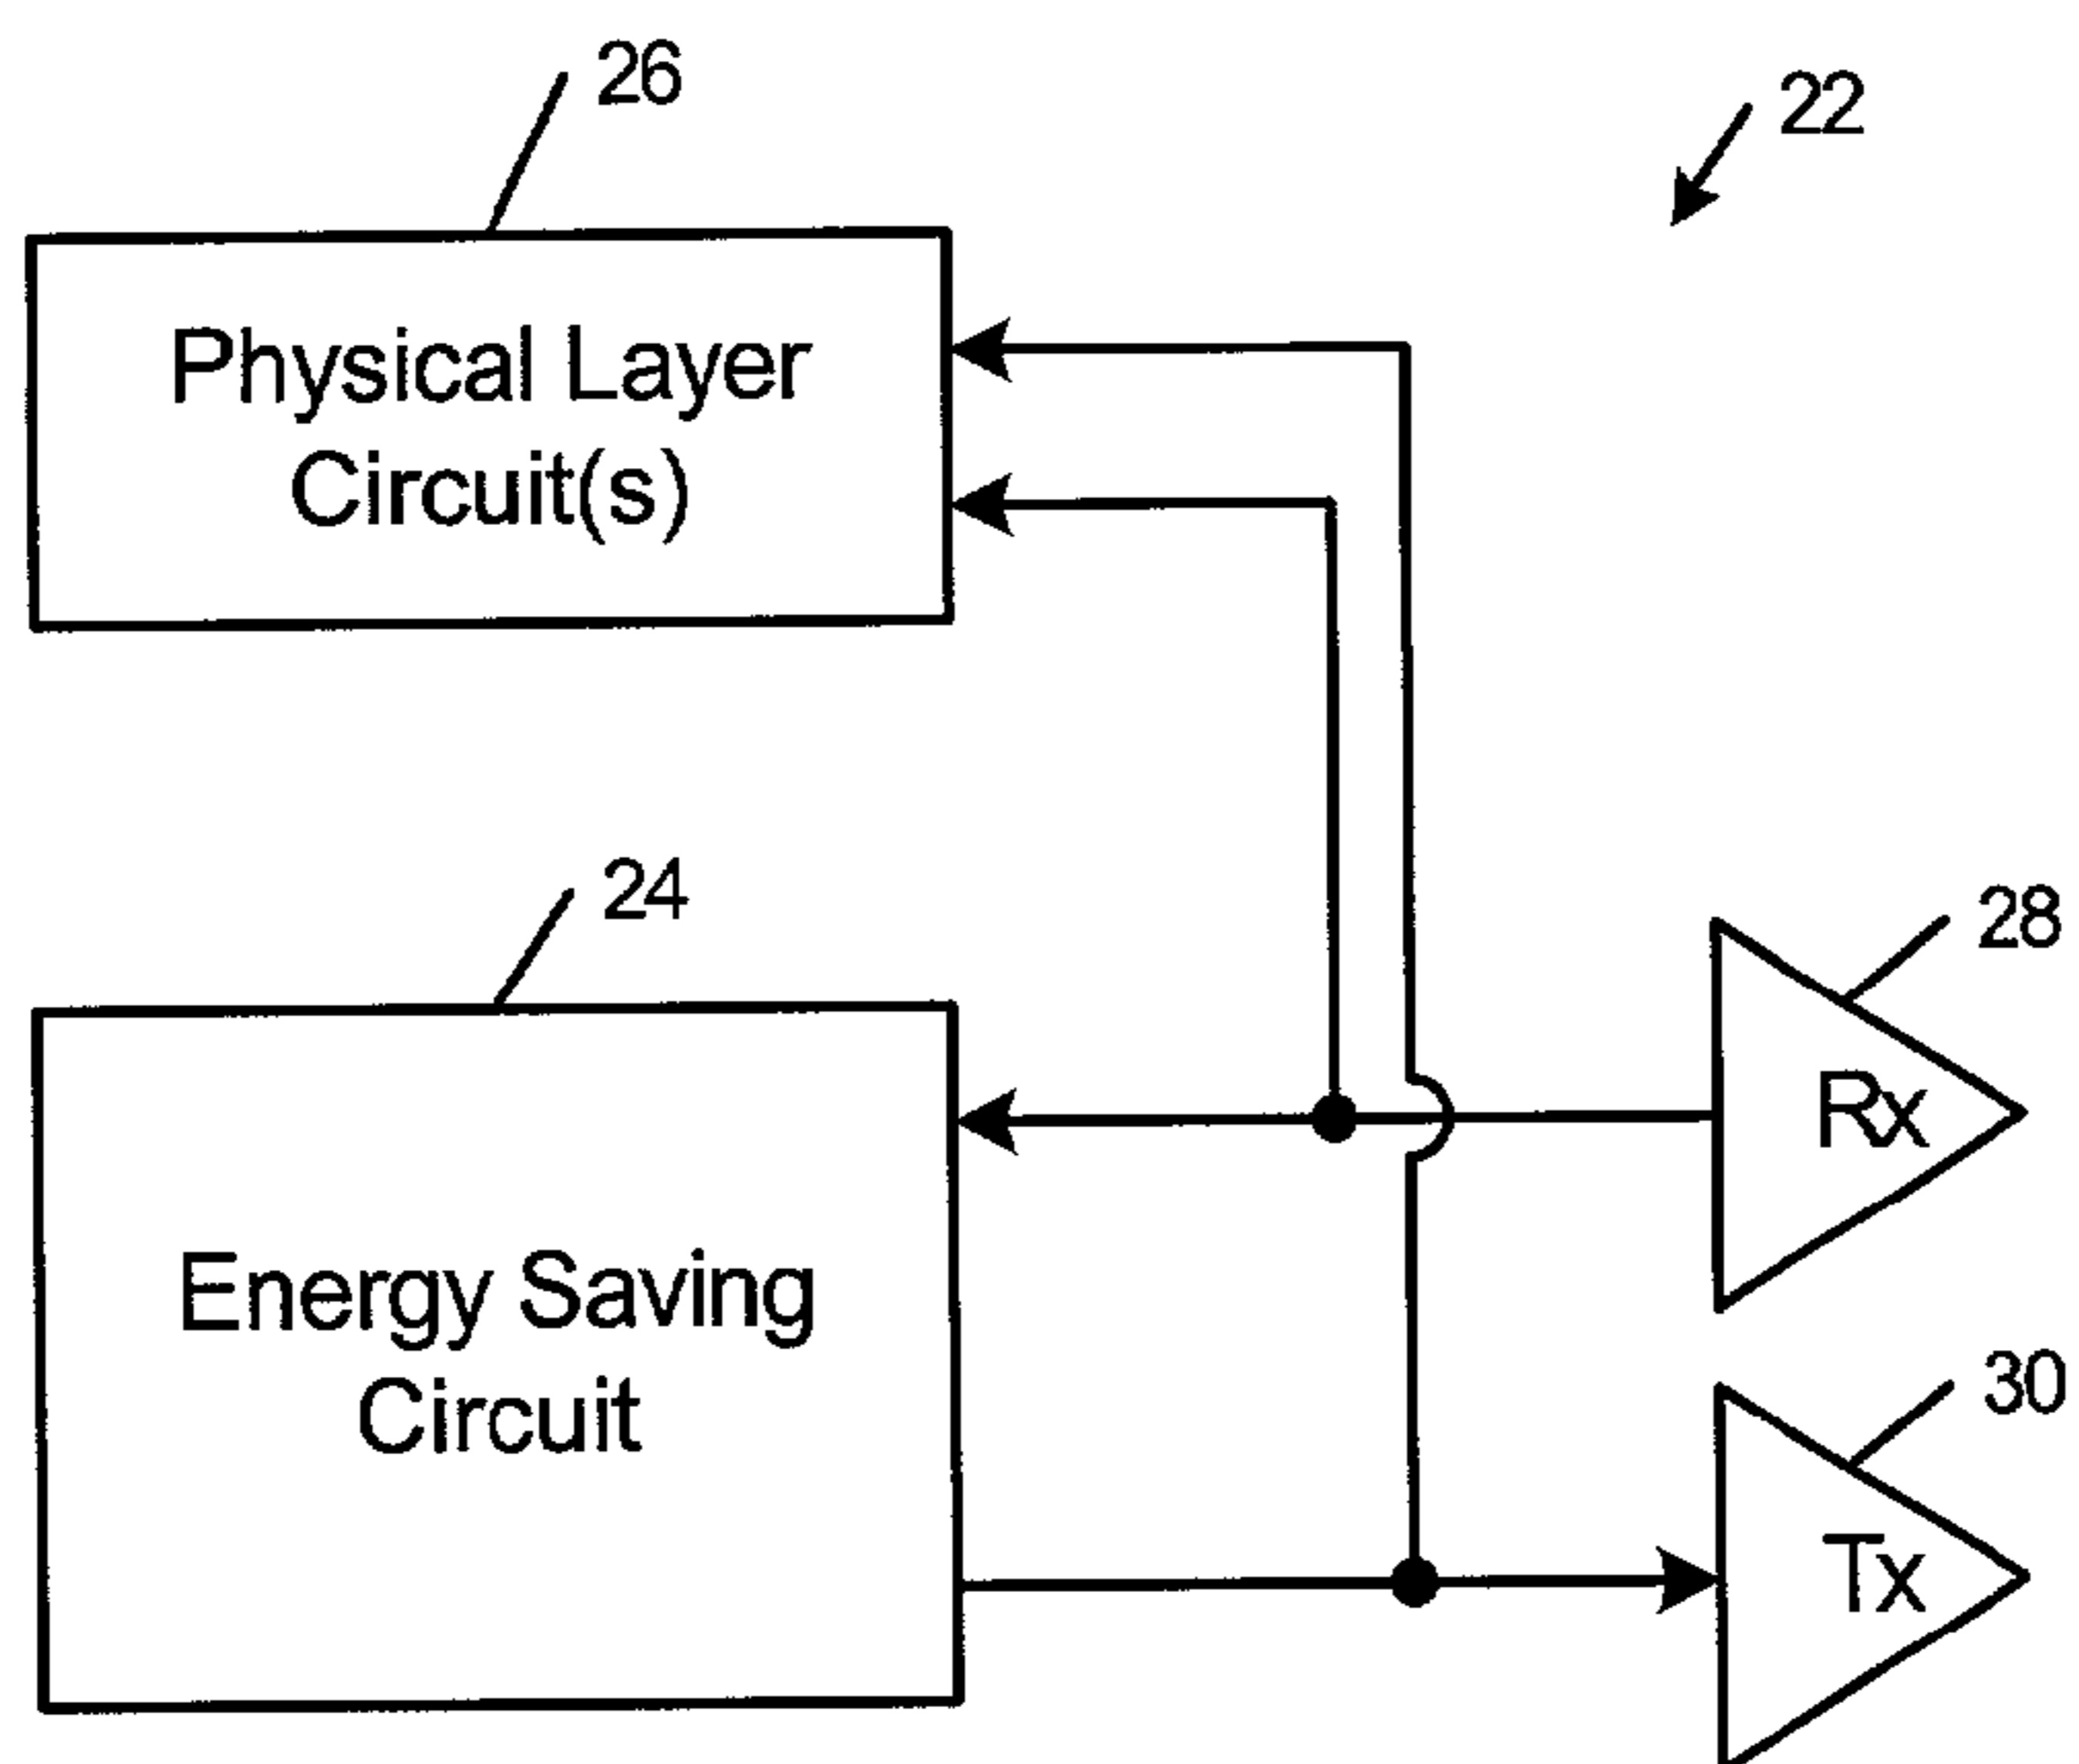 26
22
Physical Layer
Circuit(s)
24
28
Rx
Energy Saving
Circuit
30
Tx